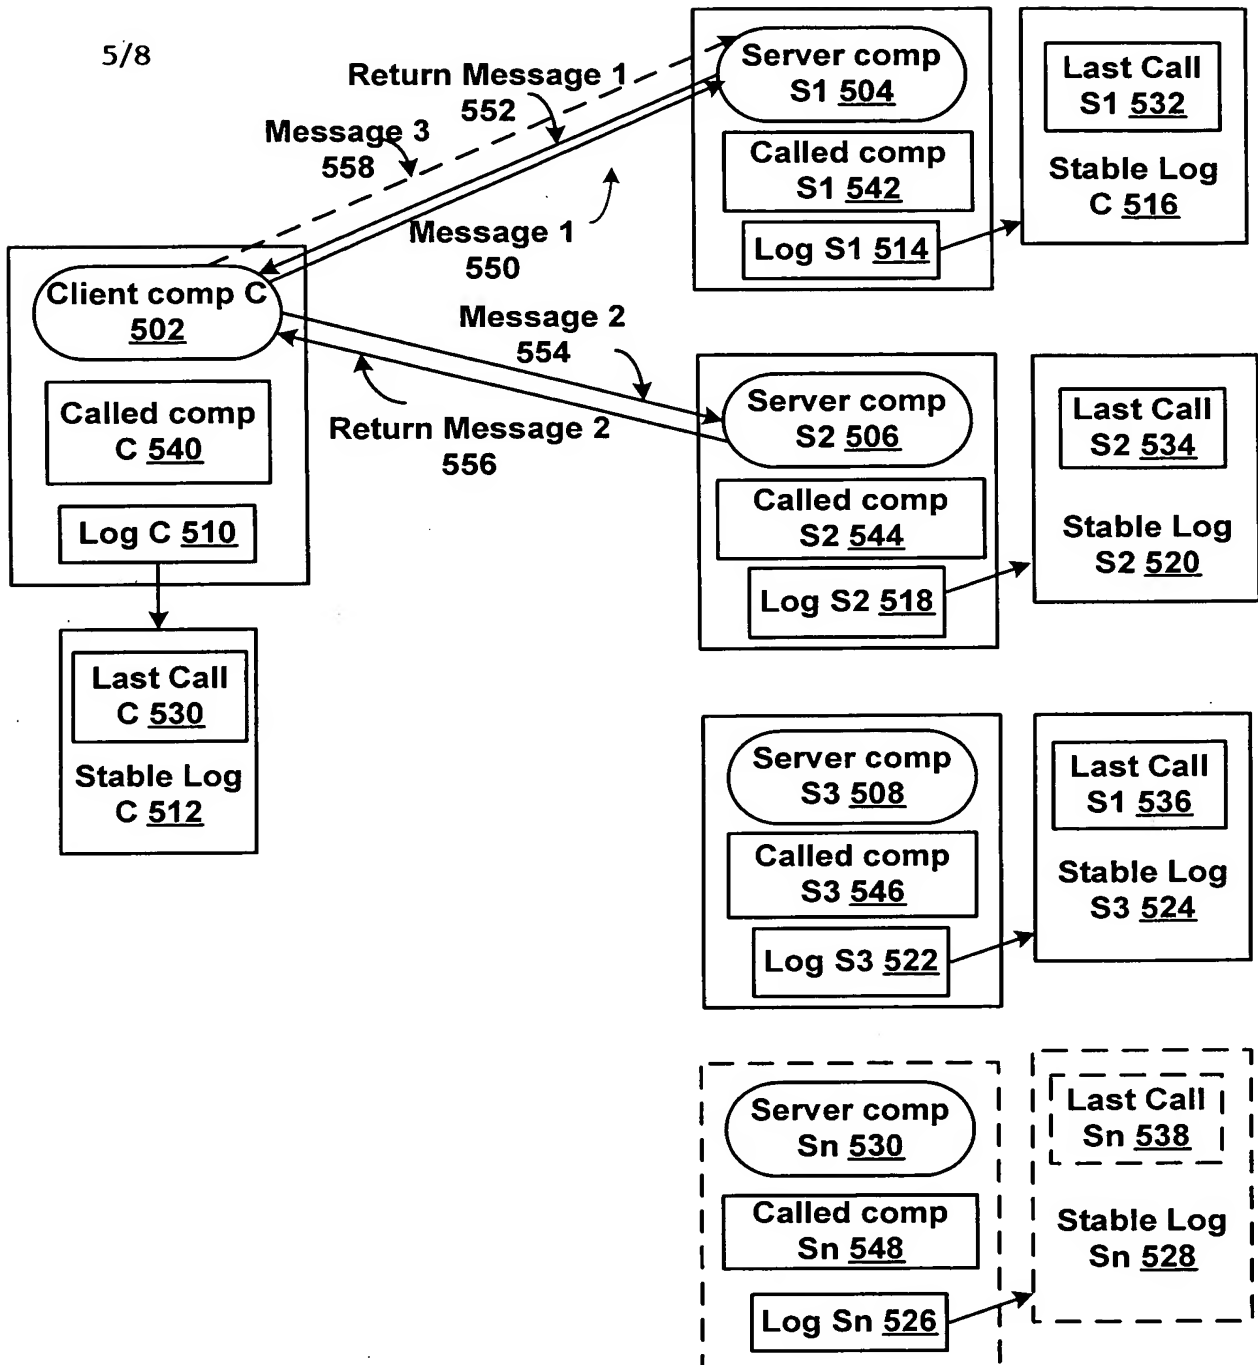 5/8
Return Message 1
552
Message 3
558
Message 1
550
Client comp C
502
Called comp
C 540
Log C 510
Last Call
C 530
Stable Log
C 512
Message 2
554
Return Message 2
556
Server comp
S1 504
Called comp
S1 542
Log S1 514
Last Call
S1 532
Stable Log
C 516
Server comp
S2 506
Called comp
S2 544
Log S2 518
Last Call
S2 534
Stable Log
S2 520
Server comp
S3 508
Called comp
S3 546
Log S3 522
Last Call
S1 536
Stable Log
S3 524
Server comp
Sn 530
Called comp
Sn 548
Log Sn 526
Last Call
Sn 538
Stable Log
Sn 528